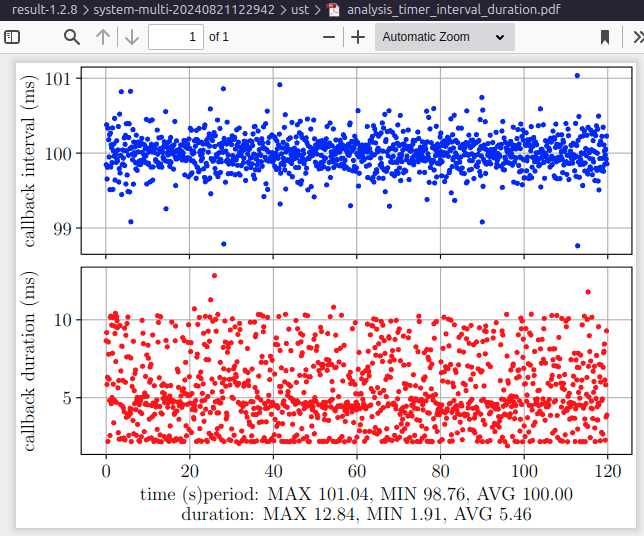 result-1.2.8 > system-multi-20240821122942 > ust > analysis_timer_interval_duration.pdf
1 of 1 Automatic Zoom
callback interval (ms)
101
100
99
callback duration (ms)
10
5
0 20 40 60 80 100 120
time (s)period: MAX 101.04, MIN 98.76, AVG 100.00
duration: MAX 12.84, MIN 1.91, AVG 5.46